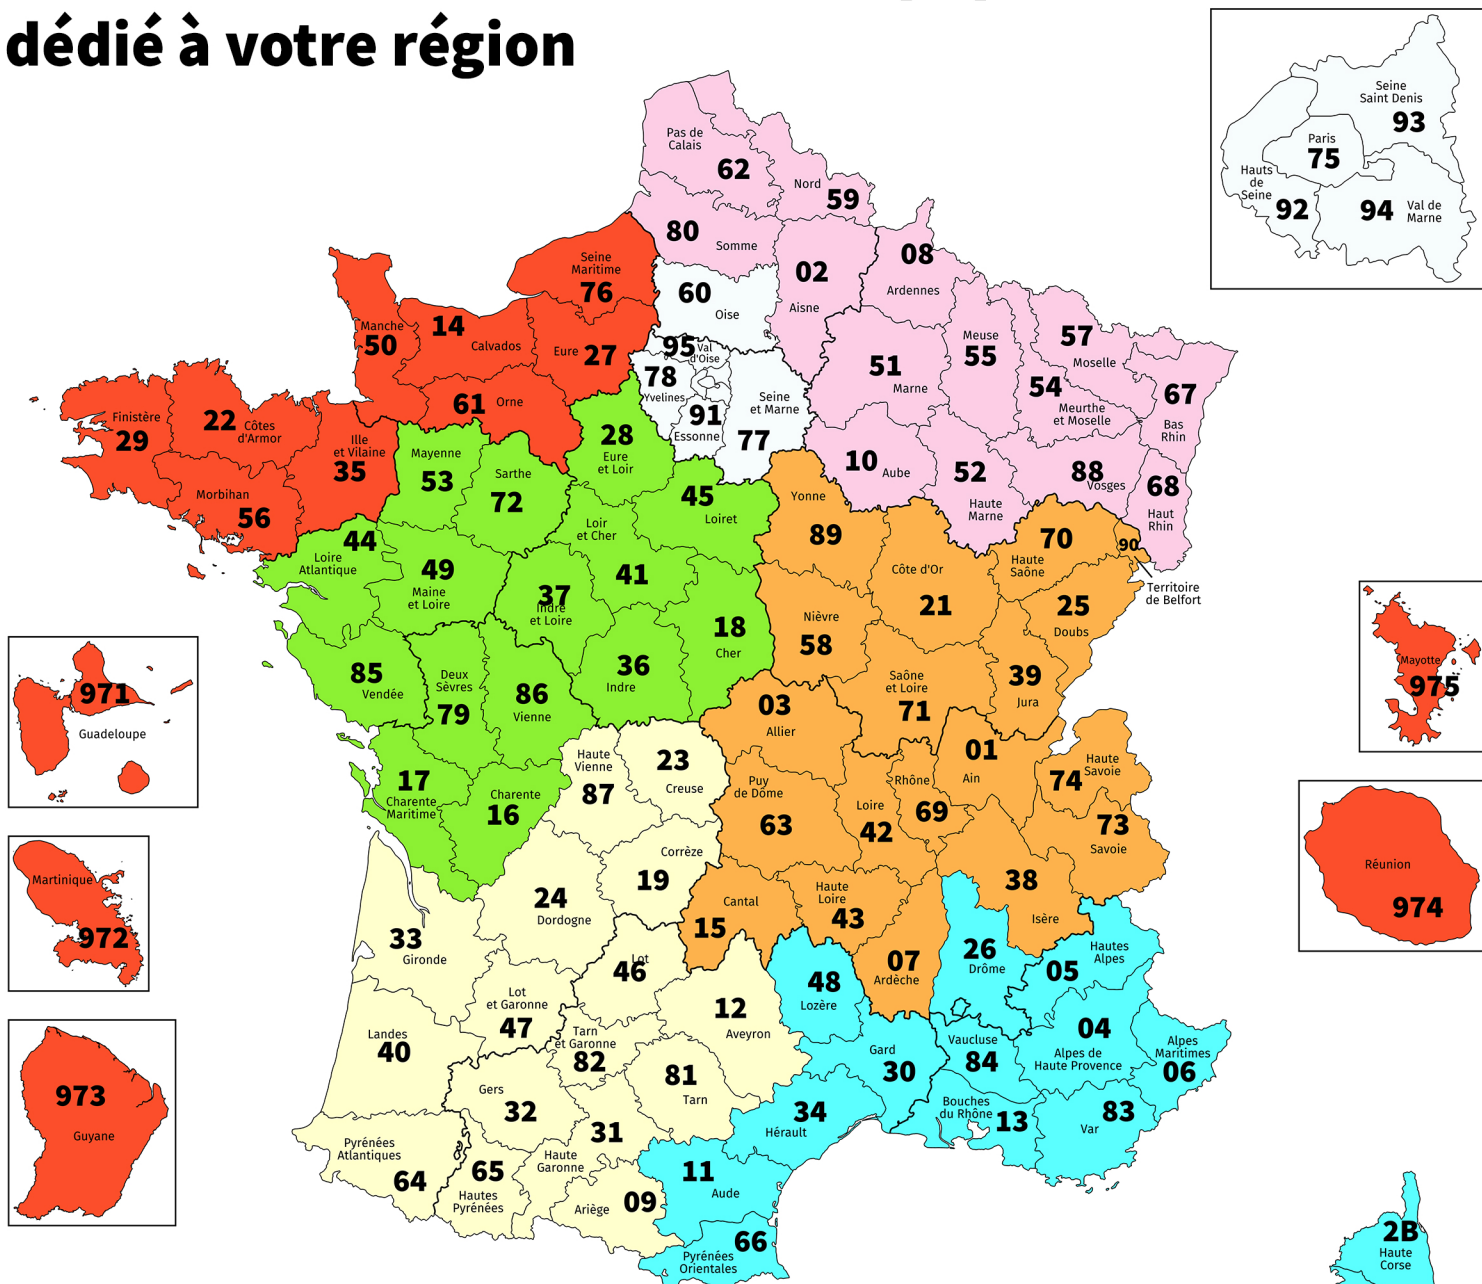 dédié à votre région
Seine
Saint Denis
93
Paris
75
Hauts
de
Seine
92
94
Val de
Marne
Pas de
Calais
62
Nord
59
80
Somme
02
Aisne
08
Ardennes
Seine
Maritime
76
60
Oise
Manche
50
14
Calvados
Eure
27
61
Orne
95
Val
d'Oise
78
Yvelines
91
Essonne
Seine
et Marne
77
51
Marne
Meuse
55
57
Moselle
54
Meurthe
et Moselle
67
Bas
Rhin
10
Aube
52
Haute
Marne
88
Vosges
68
Haut
Rhin
Finistère
29
22
Côtes
d'Armor
Ille
et Vilaine
35
Morbihan
56
Mayenne
53
Sarthe
72
28
Eure
et Loir
45
Loiret
Loir
et Cher
41
44
Loire
Atlantique
49
Maine
et Loire
37
Indre
et Loire
18
Cher
36
Indre
85
Vendée
Deux
Sèvres
79
86
Vienne
17
Charente
Maritime
Charente
16
Yonne
89
Côte d'Or
21
70
Haute
Saône
90
Territoire
de Belfort
25
Doubs
Nièvre
58
Saône
et Loire
71
39
Jura
03
Allier
01
Ain
Haute
Savoie
74
73
Savoie
Puy
de Dôme
63
Loire
42
Rhône
69
38
Isère
Cantal
15
Haute
Loire
43
07
Ardèche
Haute
Vienne
87
23
Creuse
Corrèze
19
24
Dordogne
33
Gironde
Lot
46
Lot
et Garonne
47
12
Aveyron
Landes
40
Tarn
et Garonne
82
81
Tarn
Gers
32
31
Haute
Garonne
Pyrénées
Atlantiques
64
65
Hautes
Pyrénées
Ariège
09
48
Lozère
26
Drôme
05
Hautes
Alpes
04
Alpes de
Haute Provence
Alpes
Maritimes
06
Vaucluse
84
Gard
30
Bouches
du Rhône
13
83
Var
34
Hérault
11
Aude
66
Pyrénées
Orientales
2B
Haute
Corse
971
Guadeloupe
Martinique
972
973
Guyane
Mayotte
975
Réunion
974